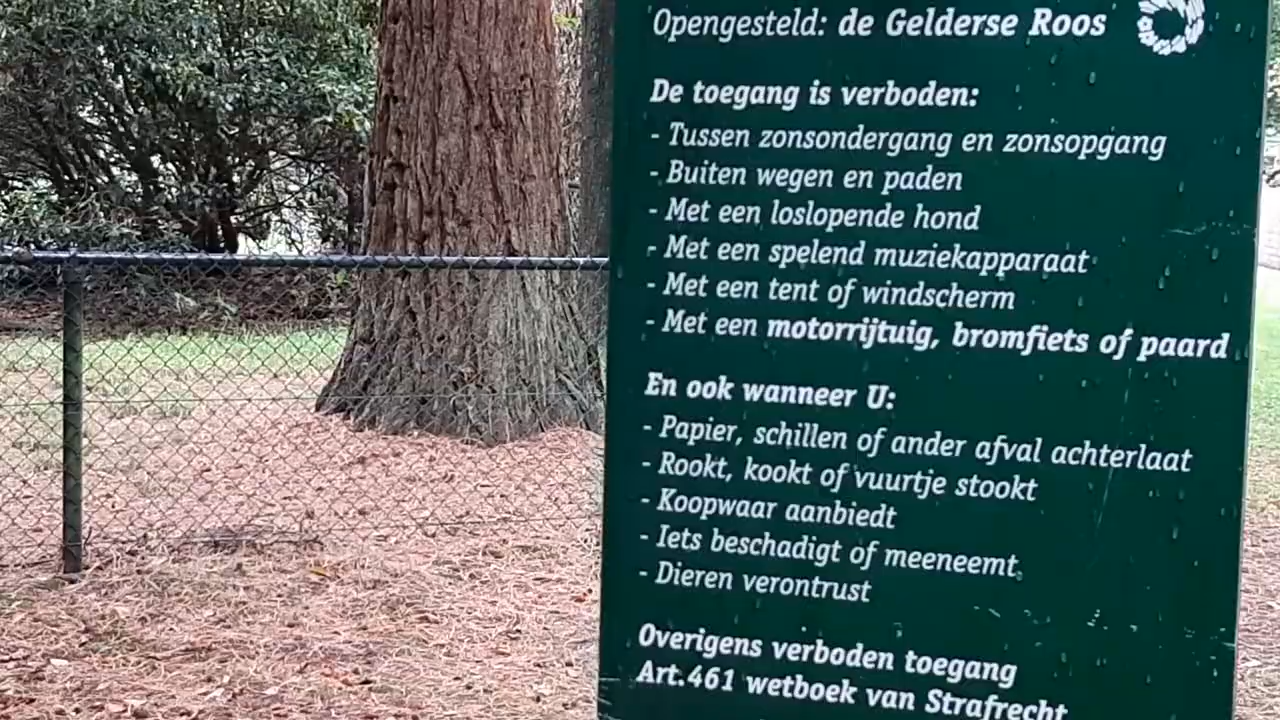 Opengesteld: de Gelderse Roos
De toegang is verboden:
- Tussen zonsondergang en zonsopgang
- Buiten wegen en paden
- Met een loslopende hond
- Met een spelend muziekapparaat
- Met een tent of windscherm
- Met een motorrijtuig, bromfiets of paard
En ook wanneer U:
- Papier, schillen of ander afval achterlaat
- Rookt, kookt of vuurtje stookt
- Koopwaar aanbiedt
- Iets beschadigt of meeneemt
- Dieren verontrust
Overigens verboden toegang
Art.461 wetboek van Strafrecht